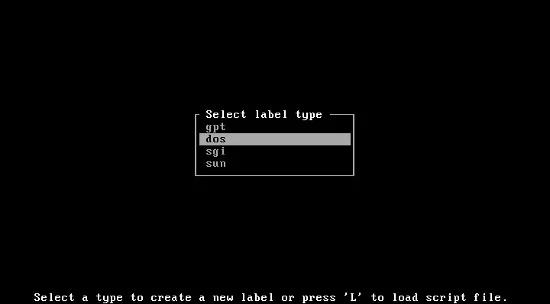 Select label type
gpt
dos
sgi
sun
Select a type to create a new label or press 'L' to load script file.